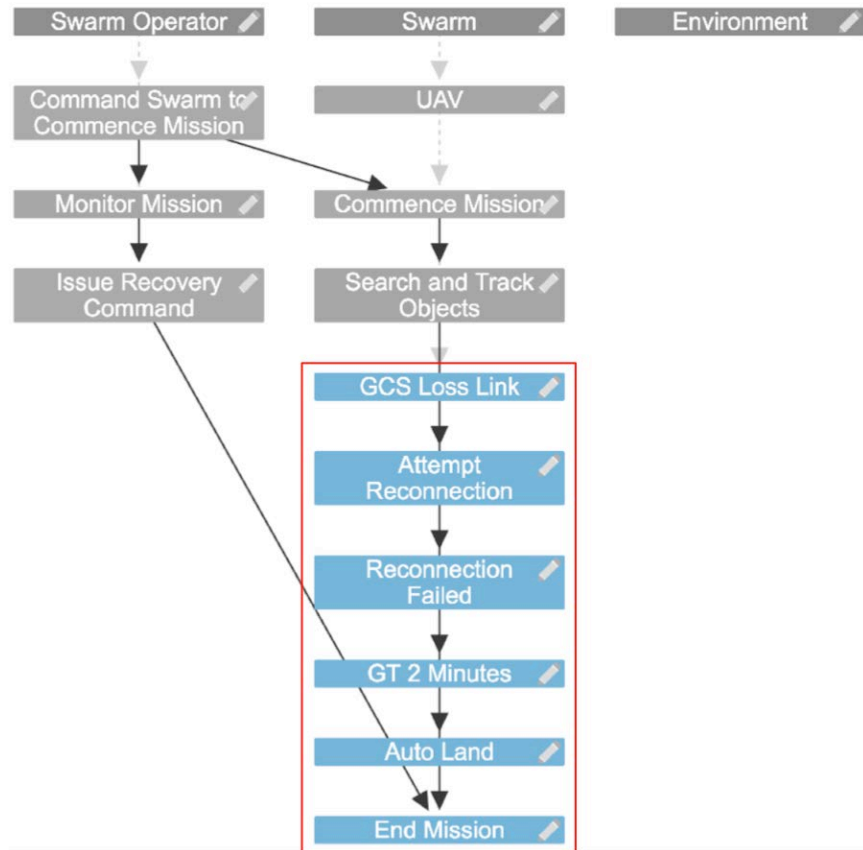 Swarm Operator
Swarm
Environment
Command Swarm to
Commence Mission
UAV
Monitor Mission
Commence Mission
Issue Recovery
Command
Search and Track
Objects
GCS Loss Link
Attempt
Reconnection
Reconnection
Failed
GT 2 Minutes
Auto Land
End Mission